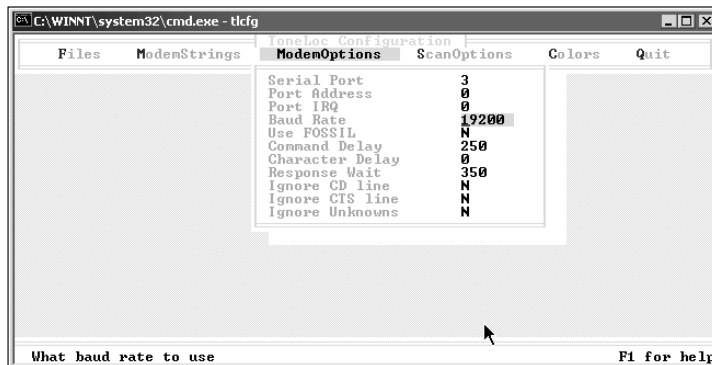 C:\WINNT\system32\cmd.exe - tlcfg
ToneLoc Configuration
Files ModemStrings ModemOptions ScanOptions Colors Quit
Serial Port 3
Port Address 0
Port IRQ 0
Baud Rate 19200
Use FOSSIL N
Command Delay 250
Character Delay 0
Response Wait 350
Ignore CD line N
Ignore CTS line N
Ignore Unknowns N
What baud rate to use F1 for help